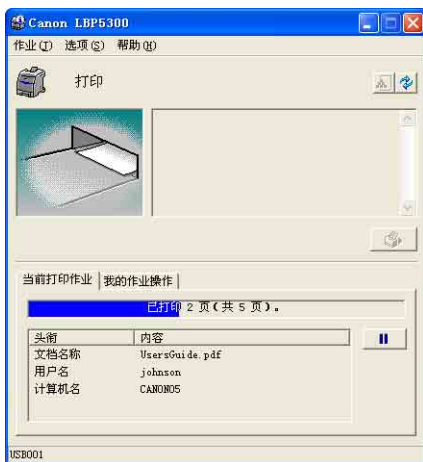 Canon LBP5300
作业(J) 选项(S) 帮助(H)
打印
当前打印作业 我的作业操作
已打印 2 页(共 5 页)。
头衔 内容
文档名称 UsersGuide.pdf
用户名 johnson
计算机名 CANON05
USB001